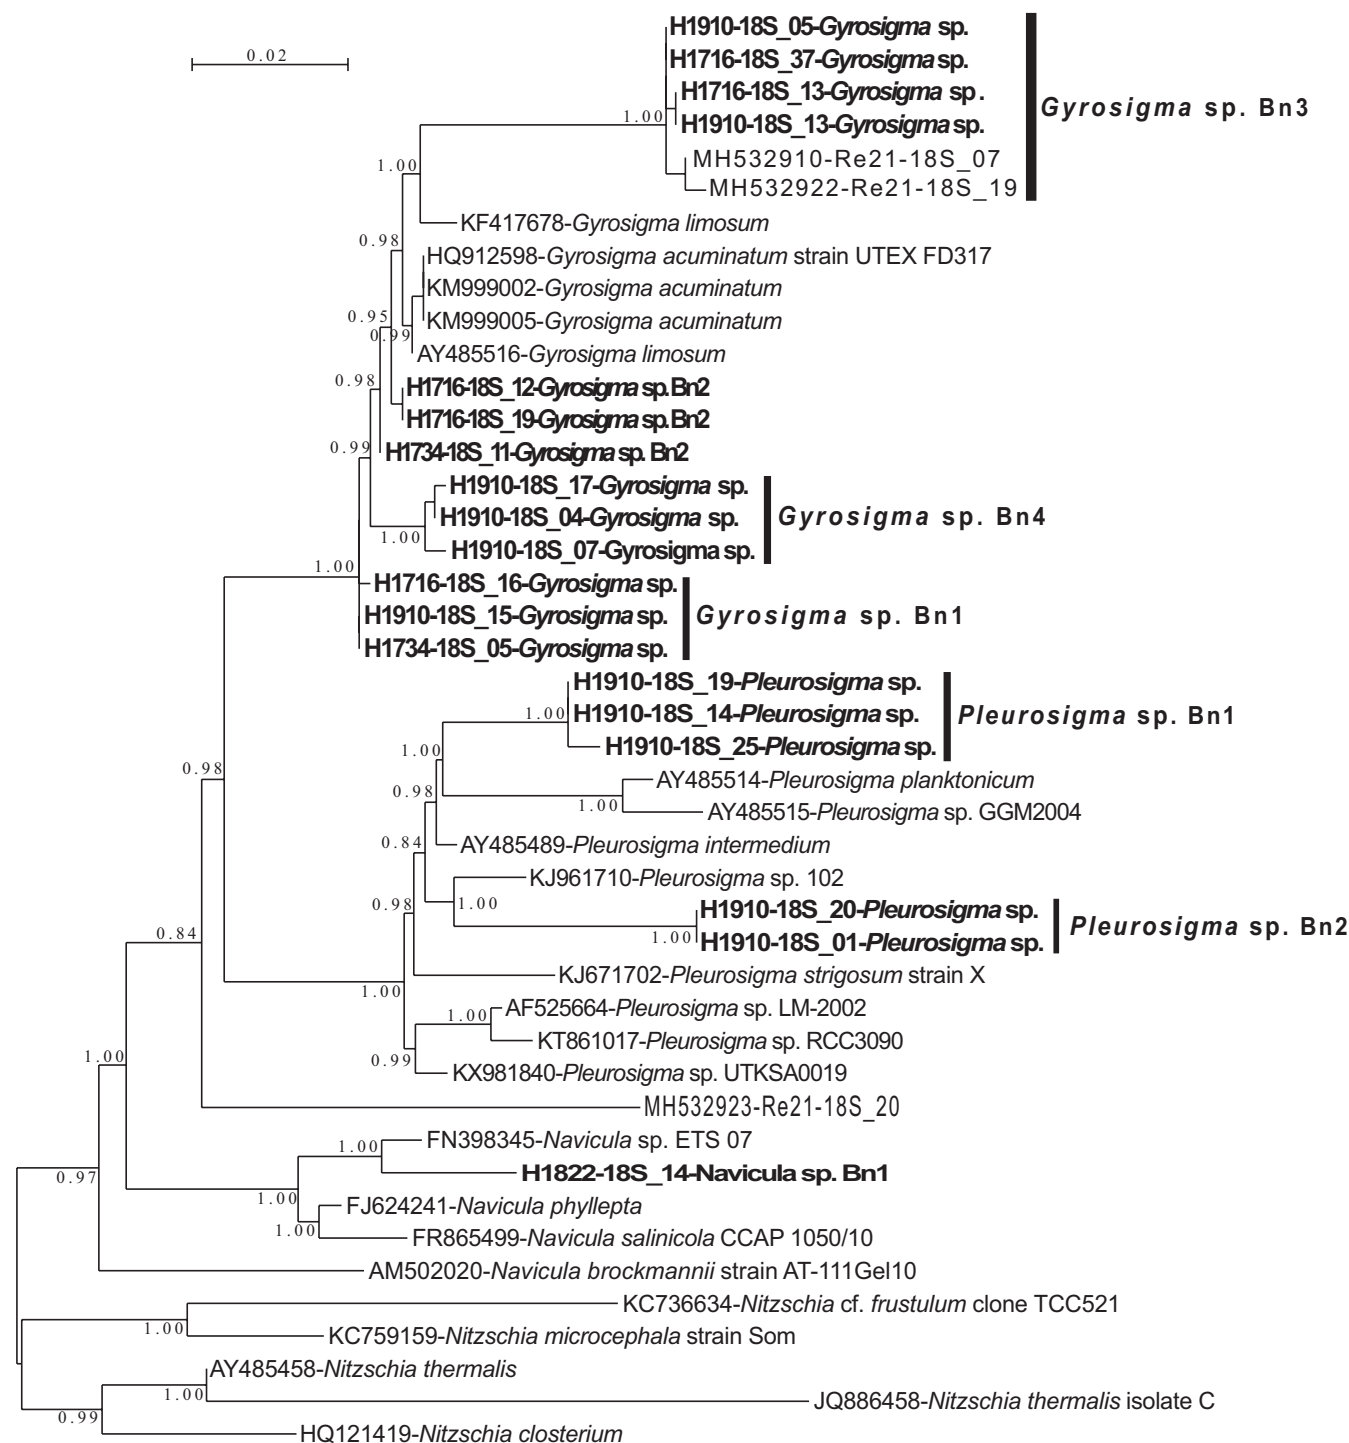 0.02
H1910-18S_05-Gyrosigma sp.
H1716-18S_37-Gyrosigma sp.
H1716-18S_13-Gyrosigma sp.
H1910-18S_13-Gyrosigma sp.
Gyrosigma sp. Bn3
1.00
MH532910-Re21-18S_07
1.00
MH532922-Re21-18S_19
KF417678-Gyrosigma limosum
0.98
HQ912598-Gyrosigma acuminatum strain UTEX FD317
KM999002-Gyrosigma acuminatum
0.95
KM999005-Gyrosigma acuminatum
0.99
AY485516-Gyrosigma limosum
0.98
H1716-18S_12-Gyrosigma sp. Bn2
H1716-18S_19-Gyrosigma sp. Bn2
0.99
H1734-18S_11-Gyrosigma sp. Bn2
H1910-18S_17-Gyrosigma sp.
H1910-18S_04-Gyrosigma sp.
Gyrosigma sp. Bn4
1.00
H1910-18S_07-Gyrosigma sp.
1.00
H1716-18S_16-Gyrosigma sp.
H1910-18S_15-Gyrosigma sp.
Gyrosigma sp. Bn1
H1734-18S_05-Gyrosigma sp.
H1910-18S_19-Pleurosigma sp.
1.00
H1910-18S_14-Pleurosigma sp.
Pleurosigma sp. Bn1
H1910-18S_25-Pleurosigma sp.
1.00
0.98
AY485514-Pleurosigma planktonicum
0.98
1.00
AY485515-Pleurosigma sp. GGM2004
0.84
AY485489-Pleurosigma intermedium
KJ961710-Pleurosigma sp. 102
0.98
1.00
H1910-18S_20-Pleurosigma sp.
Pleurosigma sp. Bn2
0.84
1.00
H1910-18S_01-Pleurosigma sp.
KJ671702-Pleurosigma strigosum strain X
1.00
AF525664-Pleurosigma sp. LM-2002
1.00
KT861017-Pleurosigma sp. RCC3090
1.00
0.99
KX981840-Pleurosigma sp. UTKSA0019
MH532923-Re21-18S_20
FN398345-Navicula sp. ETS 07
1.00
H1822-18S_14-Navicula sp. Bn1
0.97
1.00
FJ624241-Navicula phyllepta
1.00
FR865499-Navicula salinicola CCAP 1050/10
AM502020-Navicula brockmannii strain AT-111Gel10
KC736634-Nitzschia cf. frustulum clone TCC521
1.00
KC759159-Nitzschia microcephala strain Som
AY485458-Nitzschia thermalis
1.00
JQ886458-Nitzschia thermalis isolate C
0.99
HQ121419-Nitzschia closterium